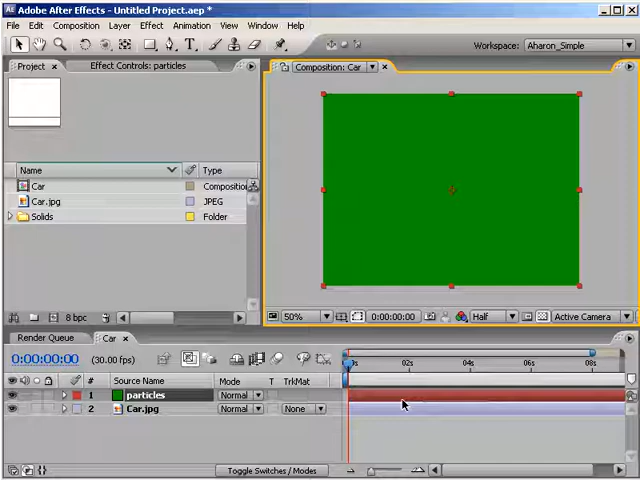 Adobe After Effects - Untitled Project.aep *
File Edit Composition Layer Effect Animation View Window Help
Workspace: Aharon_Simple
Project × Effect Controls: particles
Composition: Car ×
Name Type
Car Compositio
Car.jpg JPEG
Solids Folder
8 bpc
50% 0:00:00:00 Half Active Camera
Render Queue Car ×
0:00:00:00 (30.00 fps)
02s 04s 06s 08s
# Source Name Mode T TrkMat
1 particles Normal
2 Car.jpg Normal None
Toggle Switches / Modes